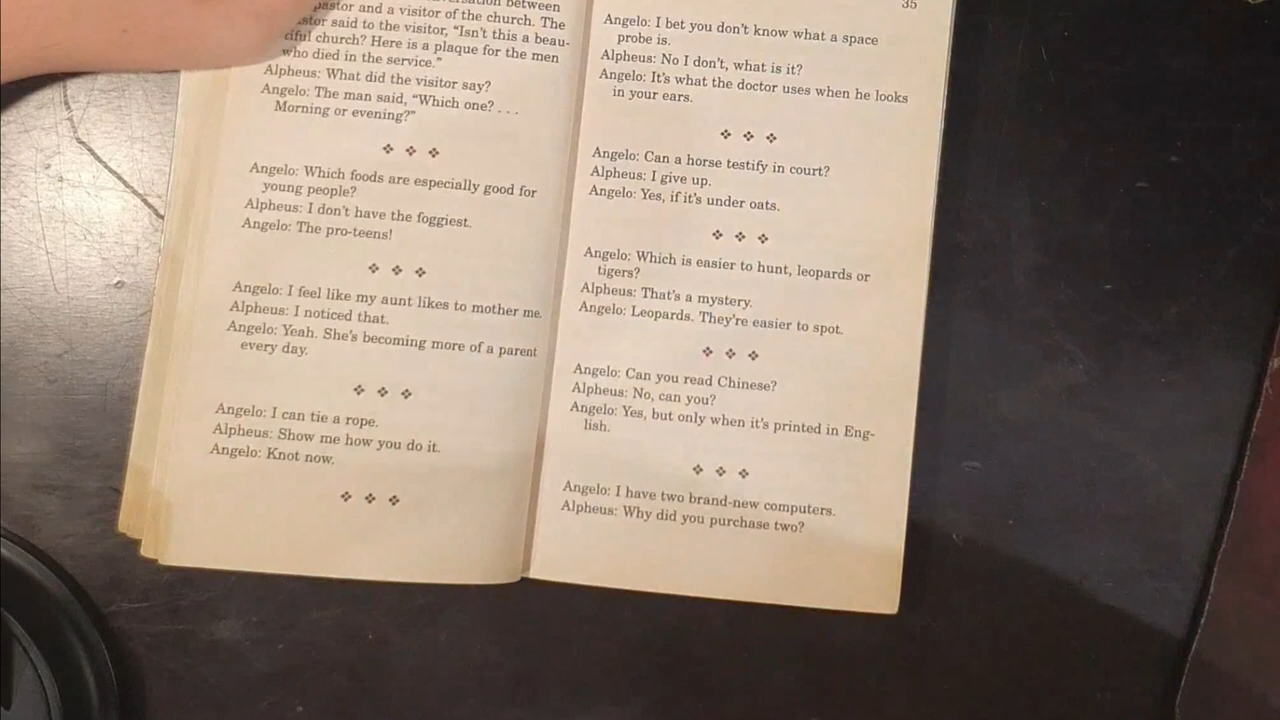 between
pastor and a visitor of the church. The
said to the visitor, “Isn’t this a beau-
tiful church? Here is a plaque for the men
who died in the service.”
Alpheus: What did the visitor say?
Angelo: The man said, “Which one? . . .
Morning or evening?”
❖ ❖ ❖
Angelo: Which foods are especially good for
young people?
Alpheus: I don’t have the foggiest.
Angelo: The pro-teens!
❖ ❖ ❖
Angelo: I feel like my aunt likes to mother me.
Alpheus: I noticed that.
Angelo: Yeah. She’s becoming more of a parent
every day.
❖ ❖ ❖
Angelo: I can tie a rope.
Alpheus: Show me how you do it.
Angelo: Knot now.
❖ ❖ ❖
35
Angelo: I bet you don’t know what a space
probe is.
Alpheus: No I don’t, what is it?
Angelo: It’s what the doctor uses when he looks
in your ears.
❖ ❖ ❖
Angelo: Can a horse testify in court?
Alpheus: I give up.
Angelo: Yes, if it’s under oats.
❖ ❖ ❖
Angelo: Which is easier to hunt, leopards or
tigers?
Alpheus: That’s a mystery.
Angelo: Leopards. They’re easier to spot.
❖ ❖ ❖
Angelo: Can you read Chinese?
Alpheus: No, can you?
Angelo: Yes, but only when it’s printed in Eng-
lish.
❖ ❖ ❖
Angelo: I have two brand-new computers.
Alpheus: Why did you purchase two?